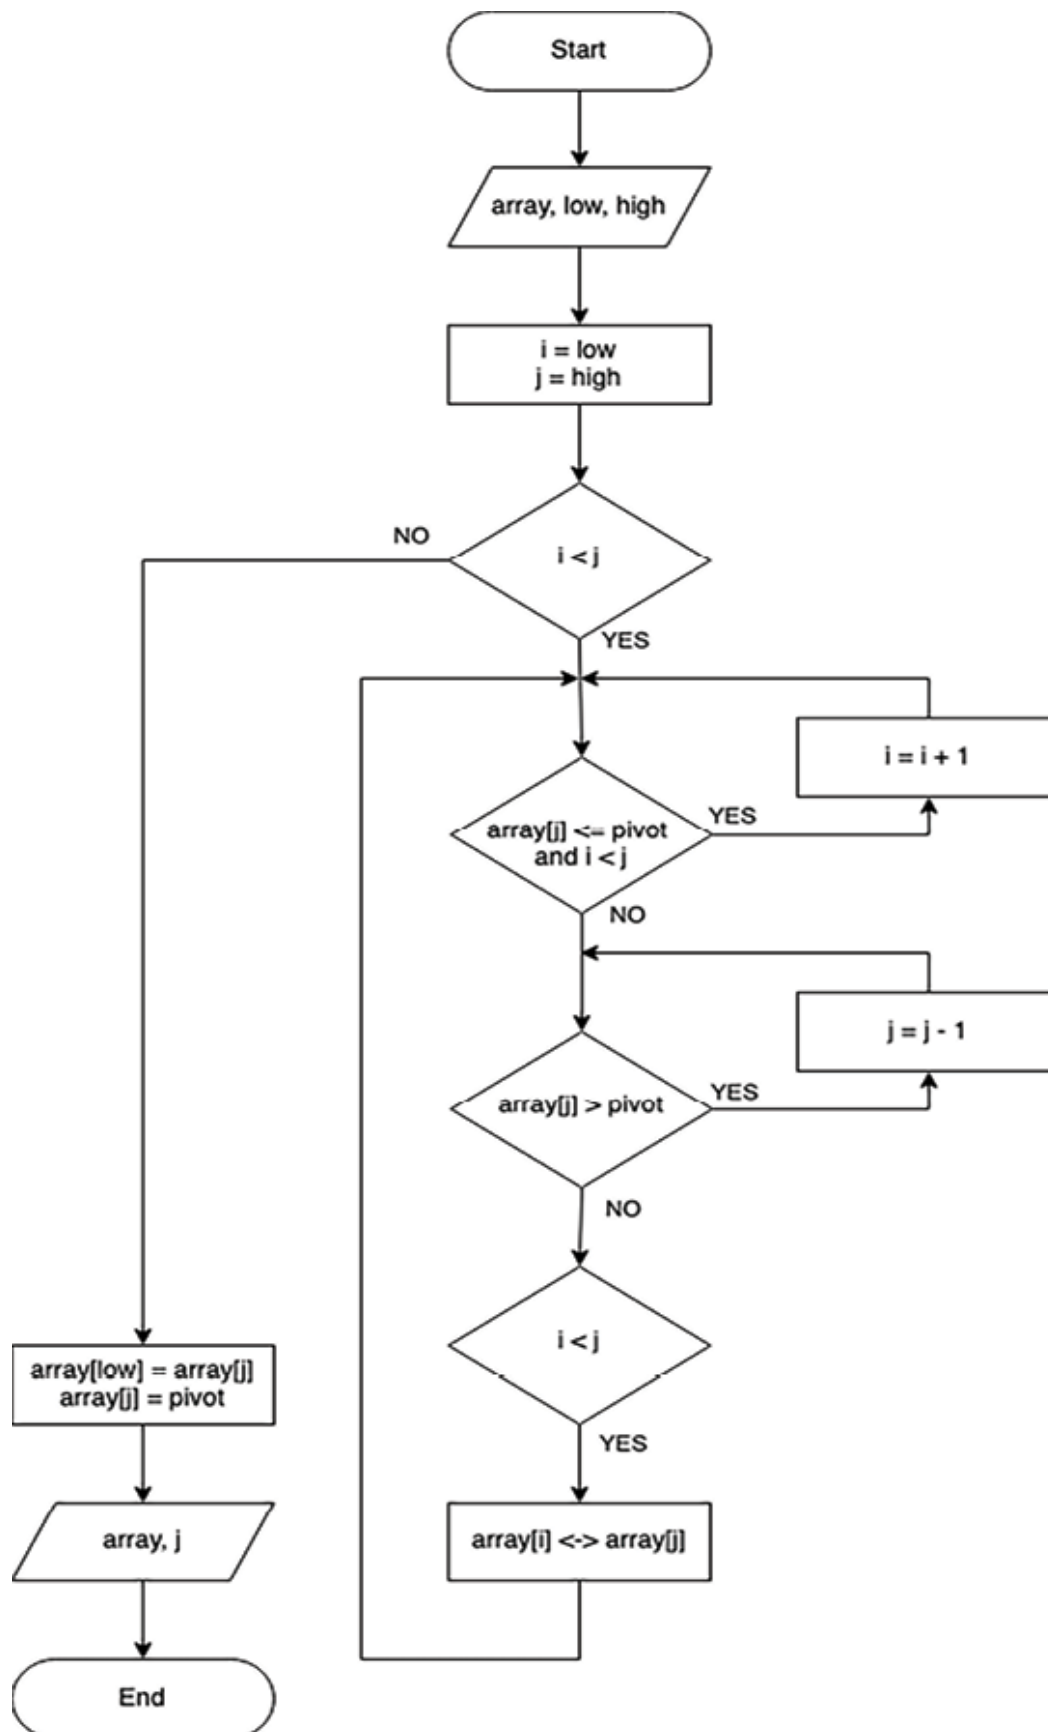 Start
array, low, high
i = low
j = high
i < j
NO
YES
i = i + 1
array[j] <= pivot
and i < j
YES
NO
j = j - 1
array[j] > pivot
YES
NO
i < j
YES
array[low] = array[j]
array[j] = pivot
array, j
array[i] <-> array[j]
End